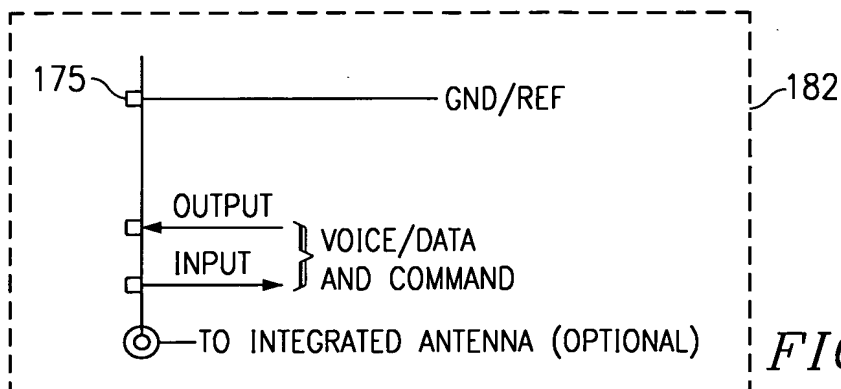 175
GND/REF
182
OUTPUT
INPUT
VOICE/DATA
AND COMMAND
TO INTEGRATED ANTENNA (OPTIONAL)